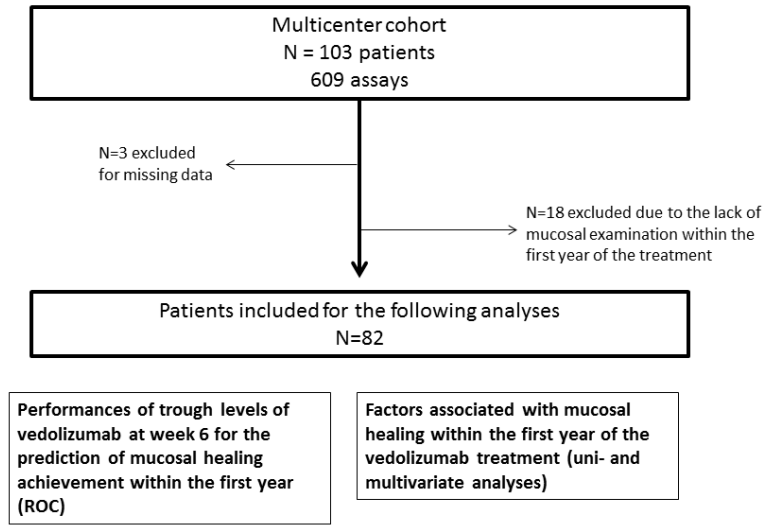 Multicenter cohort
N = 103 patients
609 assays
N=3 excluded
for missing data
N=18 excluded due to the lack of
mucosal examination within the
first year of the treatment
Patients included for the following analyses
N=82
Performances of trough levels of
vedolizumab at week 6 for the
prediction of mucosal healing
achievement within the first year
(ROC)
Factors associated with mucosal
healing within the first year of the
vedolizumab treatment (uni- and
multivariate analyses)